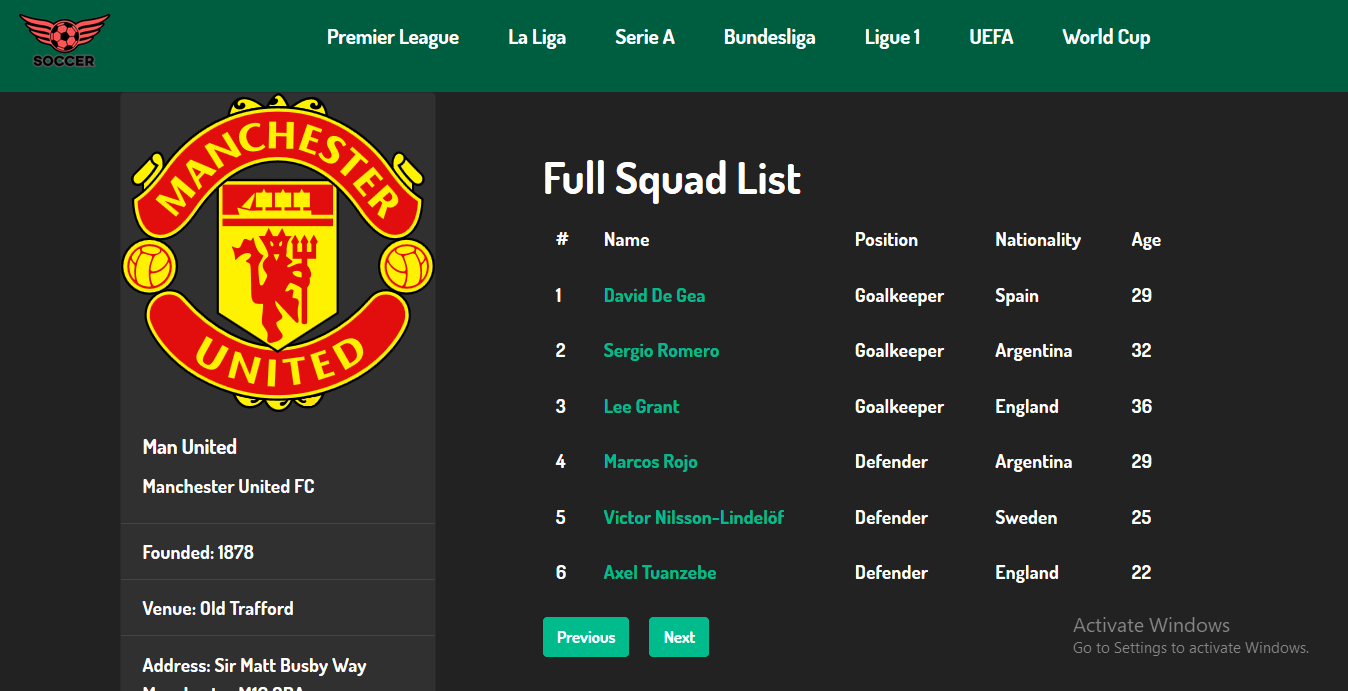 SOCCER
Premier League La Liga Serie A Bundesliga Ligue 1 UEFA World Cup
MANCHESTER
UNITED
Man United
Manchester United FC
Founded: 1878
Venue: Old Trafford
Address: Sir Matt Busby Way
Full Squad List
# Name Position Nationality Age
1 David De Gea Goalkeeper Spain 29
2 Sergio Romero Goalkeeper Argentina 32
3 Lee Grant Goalkeeper England 36
4 Marcos Rojo Defender Argentina 29
5 Victor Nilsson-Lindelöf Defender Sweden 25
6 Axel Tuanzebe Defender England 22
Previous Next
Activate Windows
Go to Settings to activate Windows.